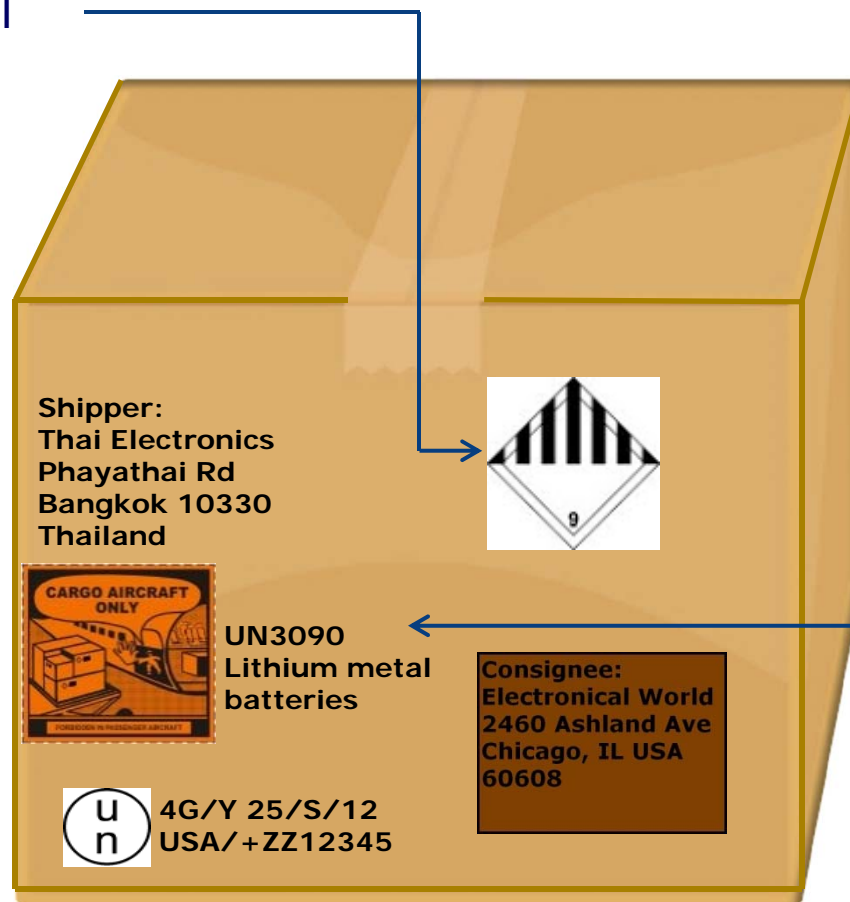 Shipper:
Thai Electronics
Phayathai Rd
Bangkok 10330
Thailand
9
CARGO AIRCRAFT
ONLY
FORBIDDEN IN PASSENGER AIRCRAFT
UN3090
Lithium metal
batteries
Consignee:
Electronical World
2460 Ashland Ave
Chicago, IL USA
60608
u
n
4G/Y 25/S/12
USA/+ZZ12345